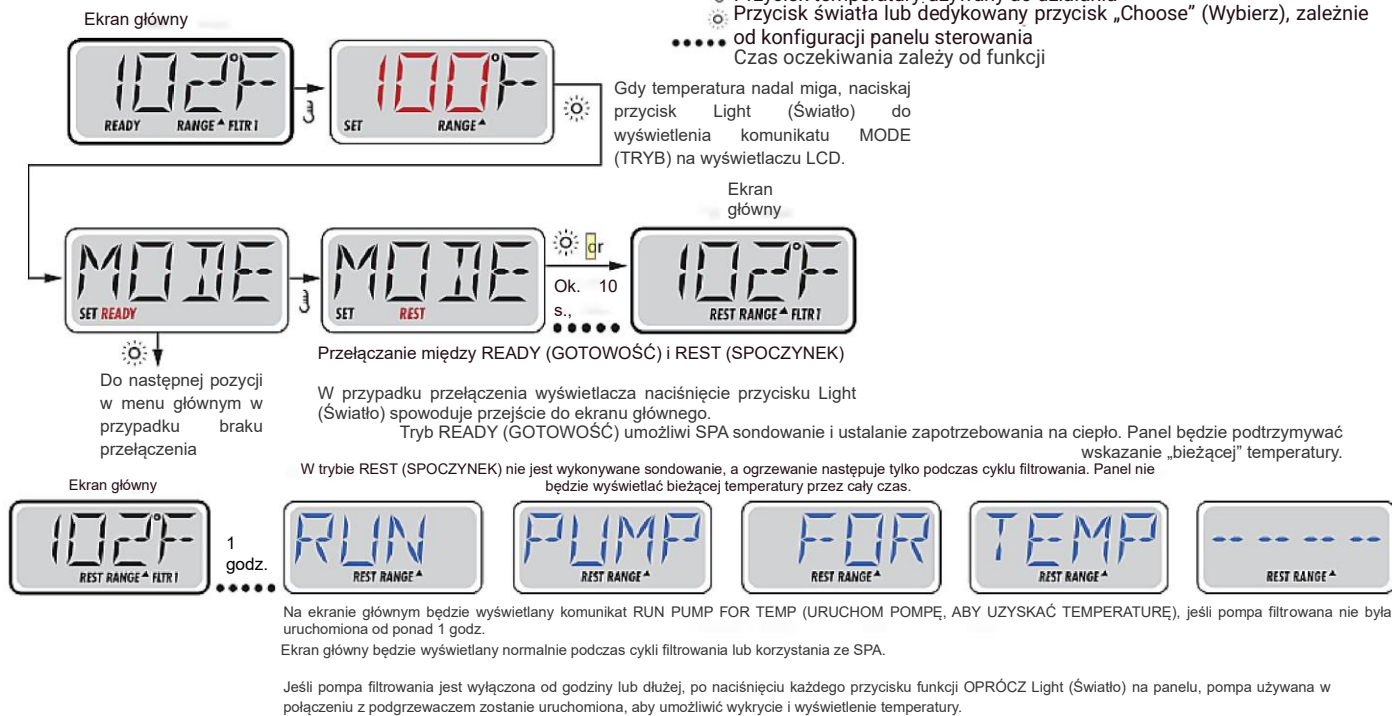 Przycisk temperatury używany do działania
Przycisk światła lub dedykowany przycisk „Choose” (Wybierz), zależnie
od konfiguracji panelu sterowania
Czas oczekiwania zależy od funkcji
Ekran główny
102°F
READY RANGE FLTR1
100°F
SET RANGE
Gdy temperatura nadal miga, naciskaj
przycisk Light (Światło) do
wyświetlenia komunikatu MODE
(TRYB) na wyświetlaczu LCD.
MODE
SET READY
MODE
SET REST
or
Ok. 10
s.,
Ekran
główny
102°F
REST RANGE FLTR1
Do następnej pozycji
w menu głównym w
przypadku braku
przełączenia
Przełączanie między READY (GOTOWOŚĆ) i REST (SPOCZYNEK)
W przypadku przełączenia wyświetlacza naciśnięcie przycisku Light
(Światło) spowoduje przejście do ekranu głównego.
Tryb READY (GOTOWOŚĆ) umożliwi SPA sondowanie i ustalanie zapotrzebowania na ciepło. Panel będzie podtrzymywać
wskazanie „bieżącej” temperatury.
W trybie REST (SPOCZYNEK) nie jest wykonywane sondowanie, a ogrzewanie następuje tylko podczas cyklu filtrowania. Panel nie
będzie wyświetlać bieżącej temperatury przez cały czas.
Ekran główny
102°F
REST RANGE FLTR1
1
godz.
RUN
REST RANGE
PUMP
REST RANGE
FOR
REST RANGE
TEMP
REST RANGE
-- -- -- --
REST RANGE
Na ekranie głównym będzie wyświetlany komunikat RUN PUMP FOR TEMP (URUCHOM POMPĘ, ABY UZYSKAĆ TEMPERATURĘ), jeśli pompa filtrowana nie była
uruchomiona od ponad 1 godz.
Ekran główny będzie wyświetlany normalnie podczas cykli filtrowania lub korzystania ze SPA.
Jeśli pompa filtrowania jest wyłączona od godziny lub dłużej, po naciśnięciu każdego przycisku funkcji OPRÓCZ Light (Światło) na panelu, pompa używana w
połączeniu z podgrzewaczem zostanie uruchomiona, aby umożliwić wykrycie i wyświetlenie temperatury.